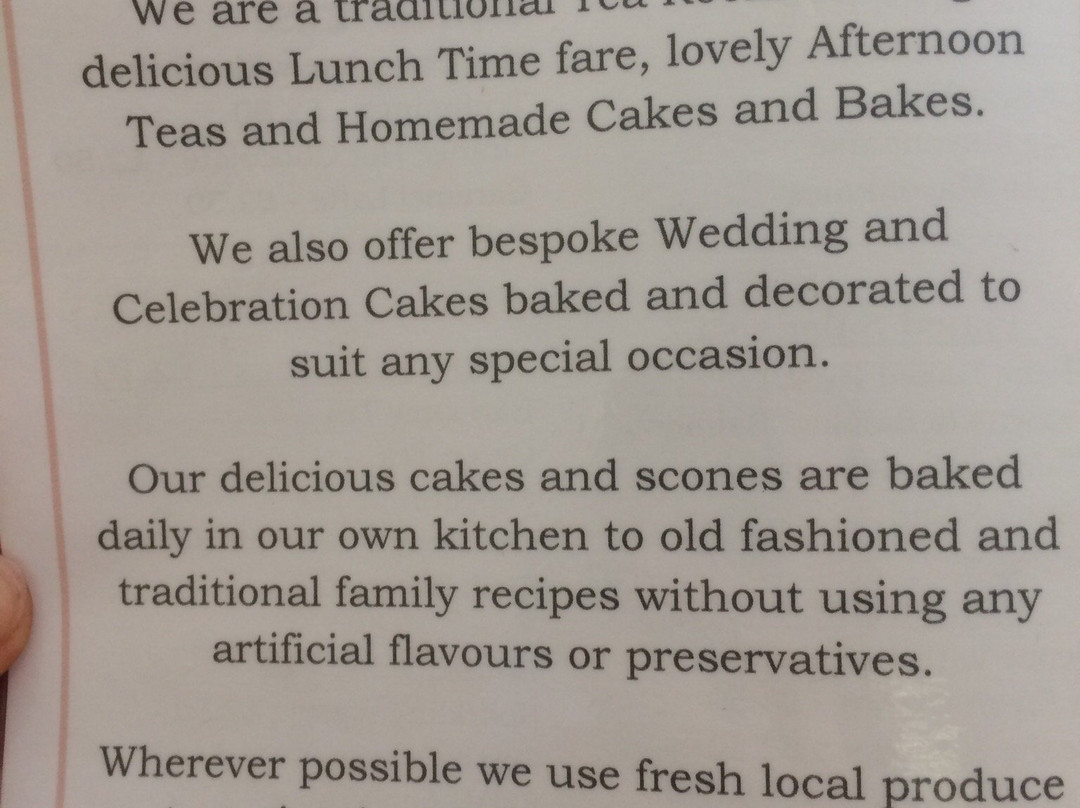 We are a traditional Tea
delicious Lunch Time fare, lovely Afternoon
Teas and Homemade Cakes and Bakes.
We also offer bespoke Wedding and
Celebration Cakes baked and decorated to
suit any special occasion.
Our delicious cakes and scones are baked
daily in our own kitchen to old fashioned and
traditional family recipes without using any
artificial flavours or preservatives.
Wherever possible we use fresh local produce